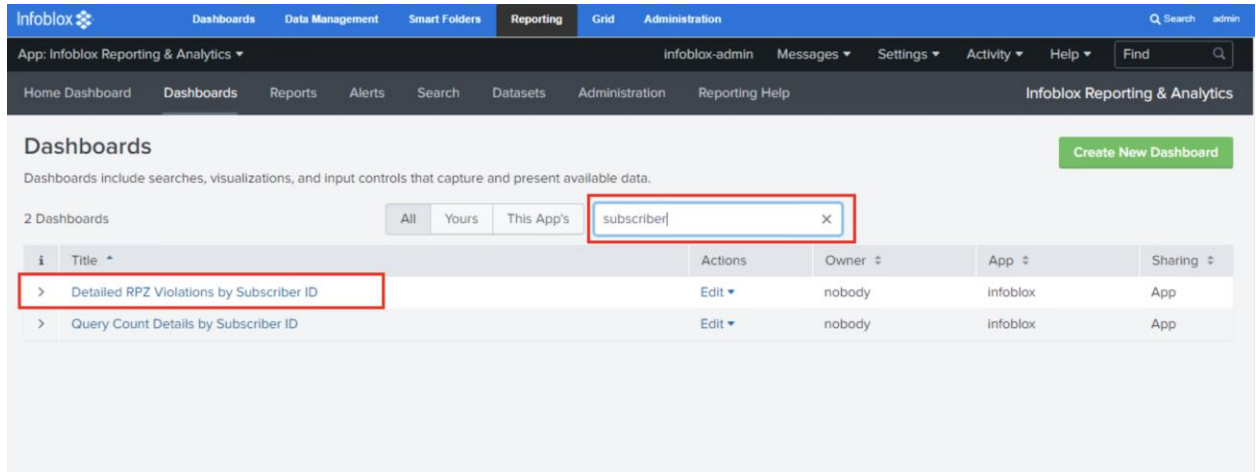 Infoblox Dashboards Data Management Smart Folders Reporting Grid Administration Search admin
App: Infoblox Reporting & Analytics infoblox-admin Messages Settings Activity Help Find
Home Dashboard Dashboards Reports Alerts Search Datasets Administration Reporting Help Infoblox Reporting & Analytics
Dashboards
Create New Dashboard
Dashboards include searches, visualizations, and input controls that capture and present available data.
2 Dashboards All Yours This App's subscriber ×
i Title Actions Owner App Sharing
> Detailed RPZ Violations by Subscriber ID Edit nobody infoblox App
> Query Count Details by Subscriber ID Edit nobody infoblox App